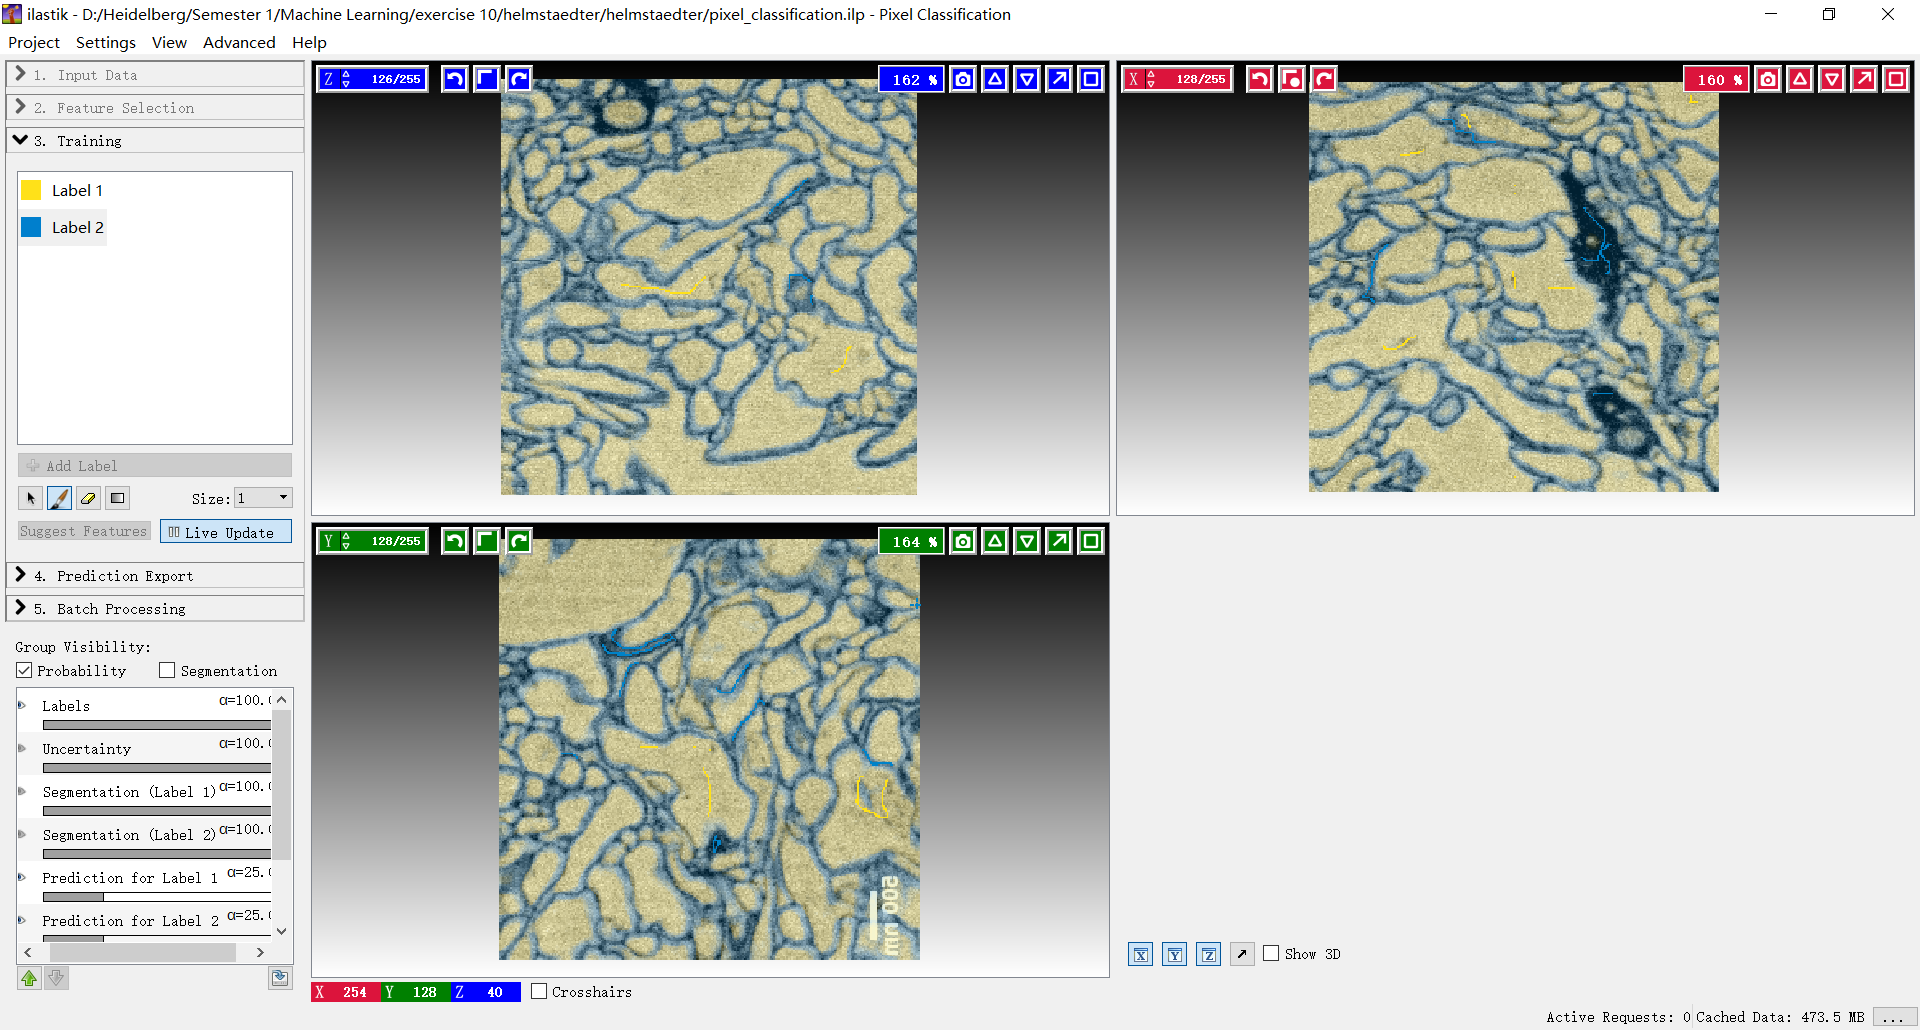 ilastik - D:/Heidelberg/Semester 1/Machine Learning/exercise 10/helmstaedter/helmstaedter/pixel_classification.ilp - Pixel Classification
Project Settings View Advanced Help
1. Input Data
2. Feature Selection
3. Training
Label 1
Label 2
Add Label
Size: 1
Suggest Features
Live Update
4. Prediction Export
5. Batch Processing
Group Visibility:
Probability Segmentation
Labels α=100.
Uncertainty α=100.
Segmentation (Label 1) α=100.
Segmentation (Label 2) α=100.
Prediction for Label 1 α=25.
Prediction for Label 2 α=25.
Z 126/255 162 %
X 128/255 160 %
Y 128/255 164 %
500 nm
X 254 Y 128 Z 40 Crosshairs
X Y Z Show 3D
Active Requests: 0 Cached Data: 473.5 MB ...